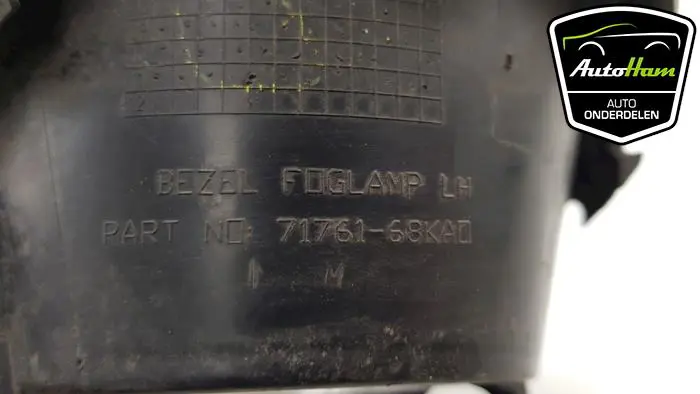 AutoHam
AUTO
ONDERDELEN
BEZEL FOGLAMP LH
PART NO: 71761-68KA0
M